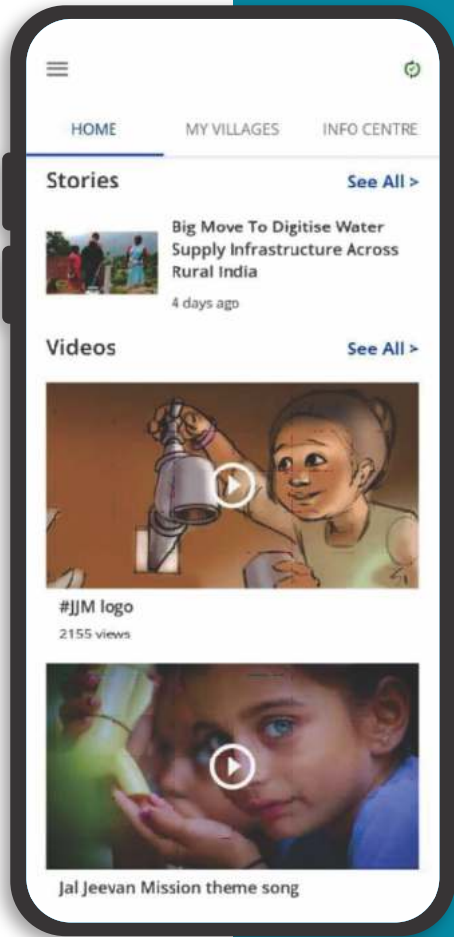 HOME MY VILLAGES INFO CENTRE
Stories See All >
Big Move To Digitise Water
Supply Infrastructure Across
Rural India
4 days ago
Videos See All >
#JJM logo
2155 views
Jal Jeevan Mission theme song